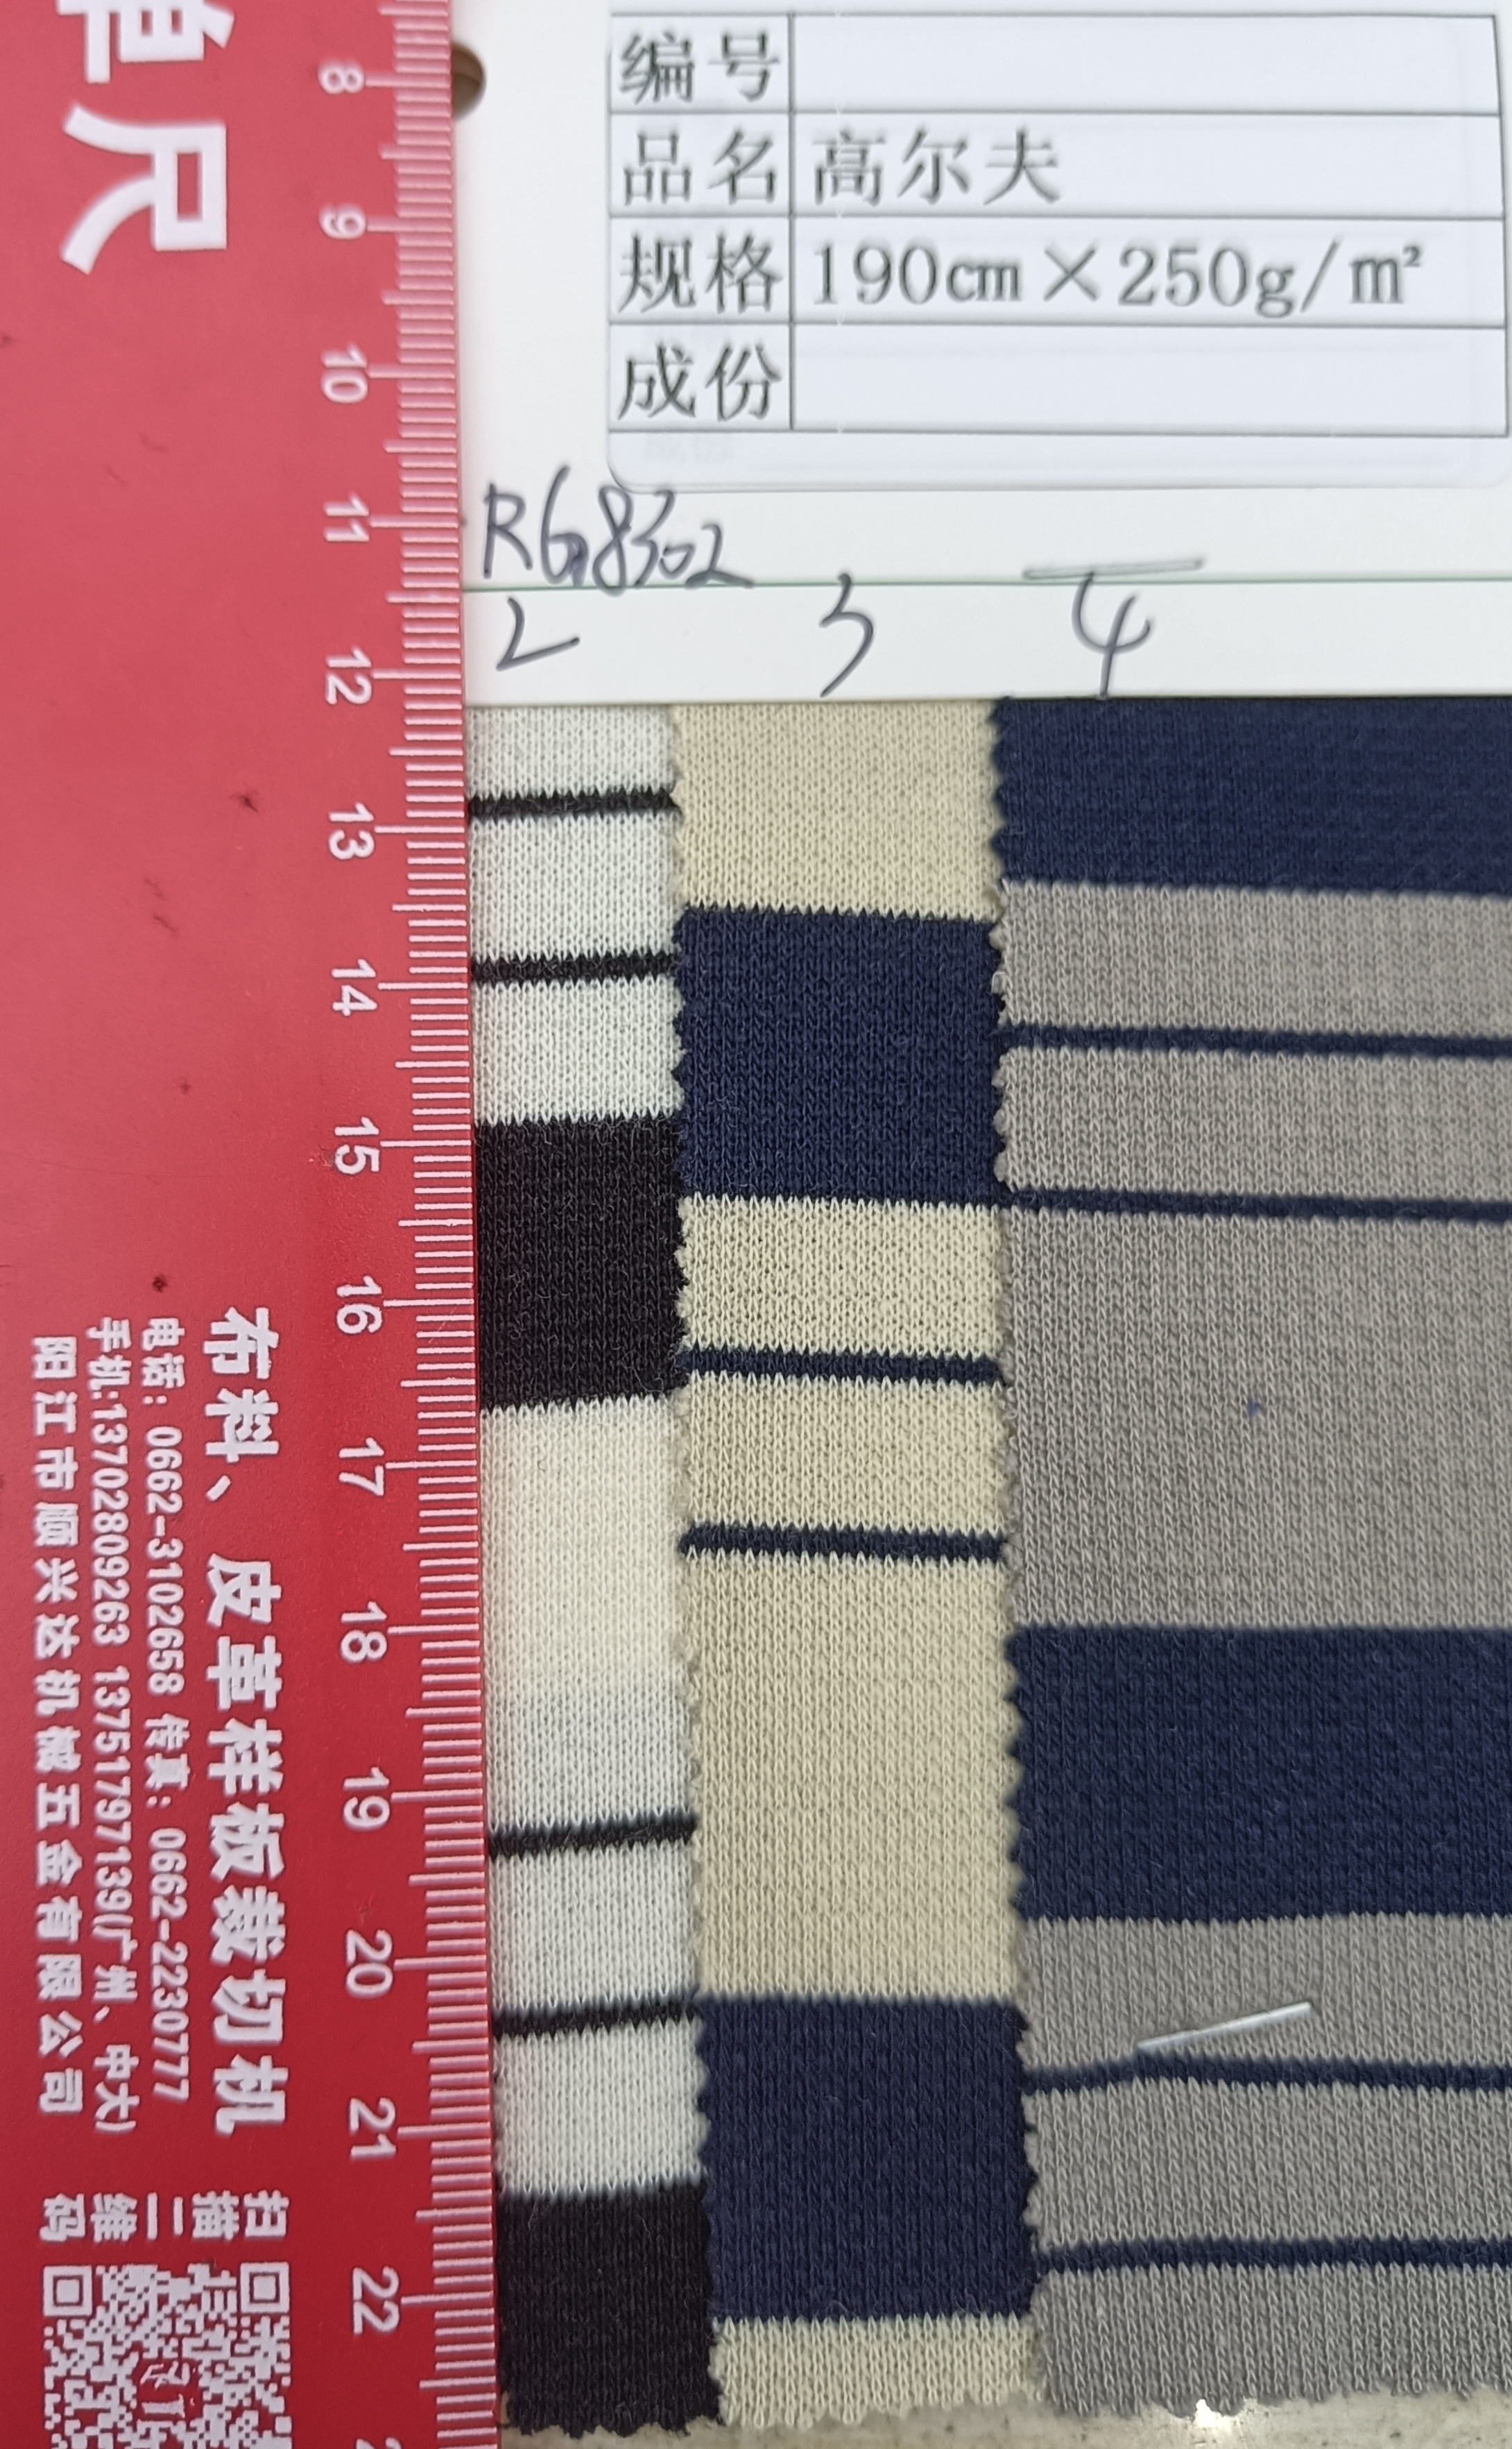 编号
品名 高尔夫
规格 190cm×250g/m²
成份
RG8302
2 3 4
尺
8
9
10
11
12
13
14
15
16
17
18
19
20
21
22
布料、皮革样板裁切机
电话：0662-3102658 传真：0662-2230777
手机:13702809263 13751797139(广州、中大)
阳江市顺兴达机械五金有限公司
扫描二维码